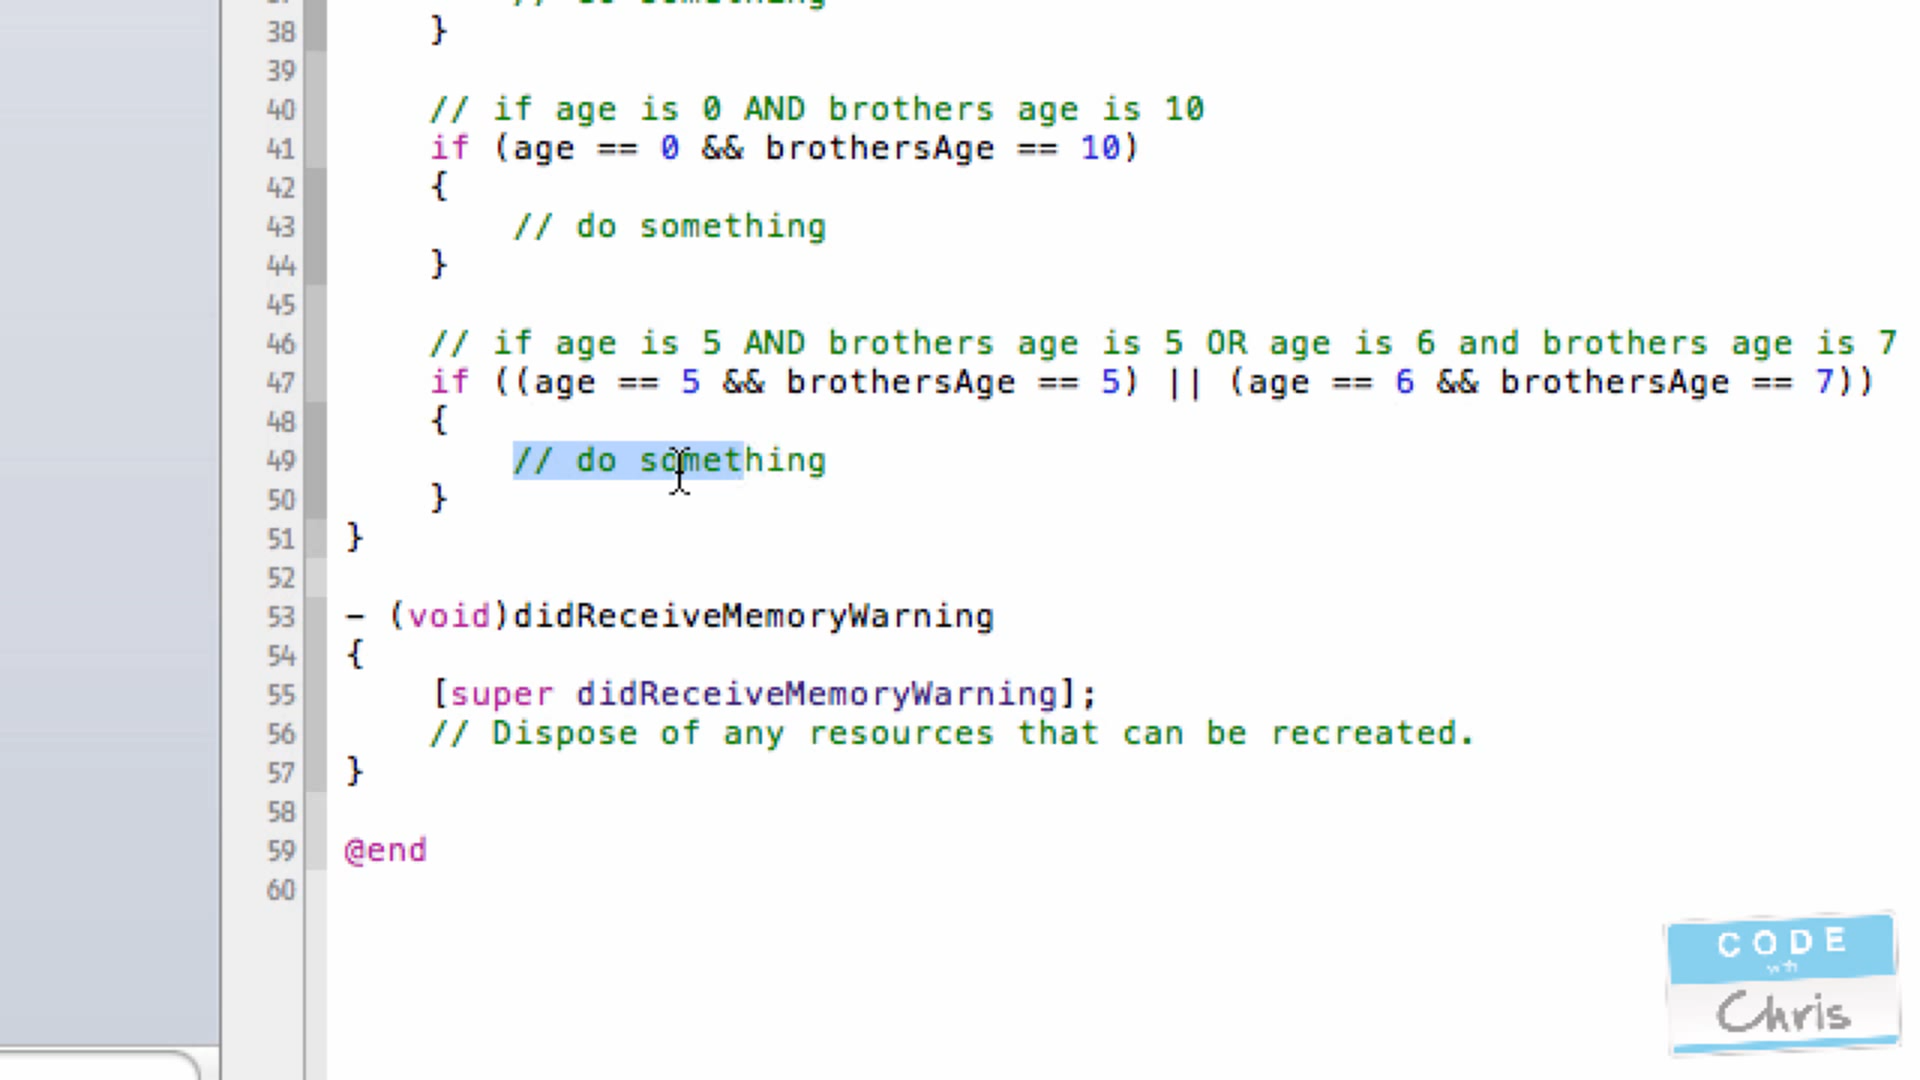 // do something
38 }
39
40 // if age is 0 AND brothers age is 10
41 if (age == 0 && brothersAge == 10)
42 {
43 // do something
44 }
45
46 // if age is 5 AND brothers age is 5 OR age is 6 and brothers age is 7
47 if ((age == 5 && brothersAge == 5) || (age == 6 && brothersAge == 7))
48 {
49 // do something
50 }
51 }
52
53 - (void)didReceiveMemoryWarning
54 {
55 [super didReceiveMemoryWarning];
56 // Dispose of any resources that can be recreated.
57 }
58
59 @end
60
CODE
with
Chris